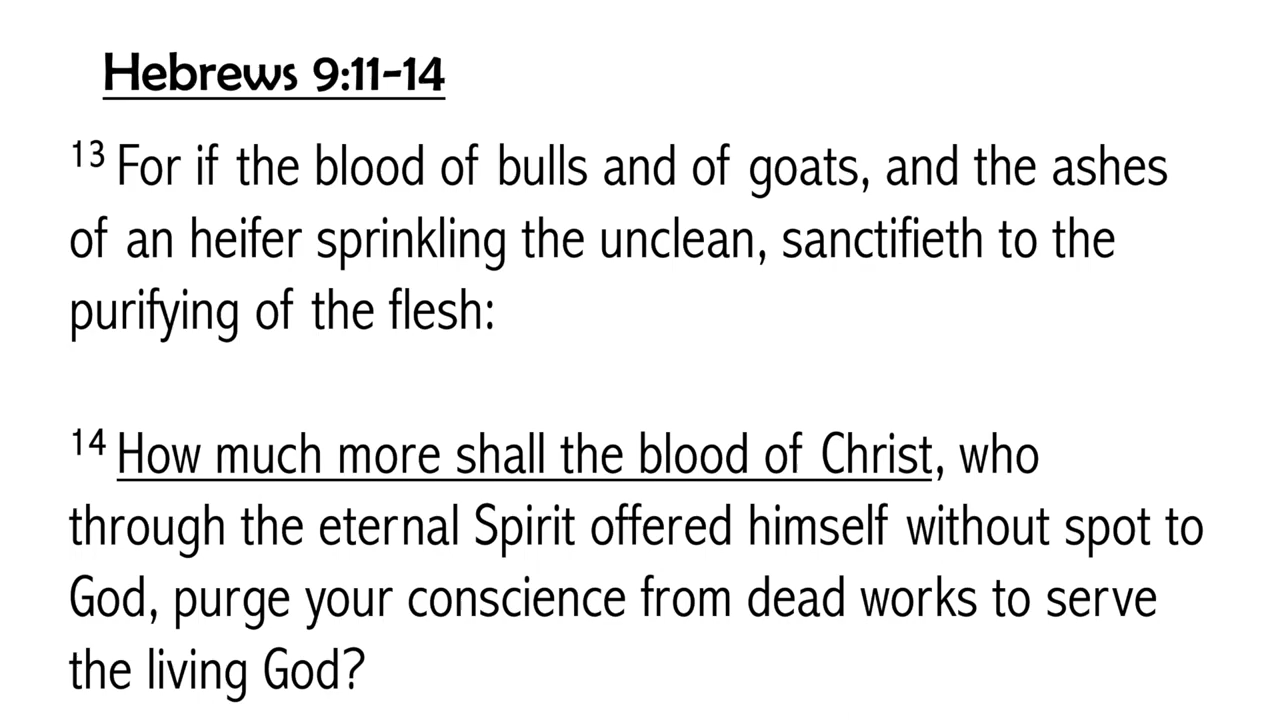 Hebrews 9:11-14
13 For if the blood of bulls and of goats, and the ashes
of an heifer sprinkling the unclean, sanctifieth to the
purifying of the flesh:
14 How much more shall the blood of Christ, who
through the eternal Spirit offered himself without spot to
God, purge your conscience from dead works to serve
the living God?